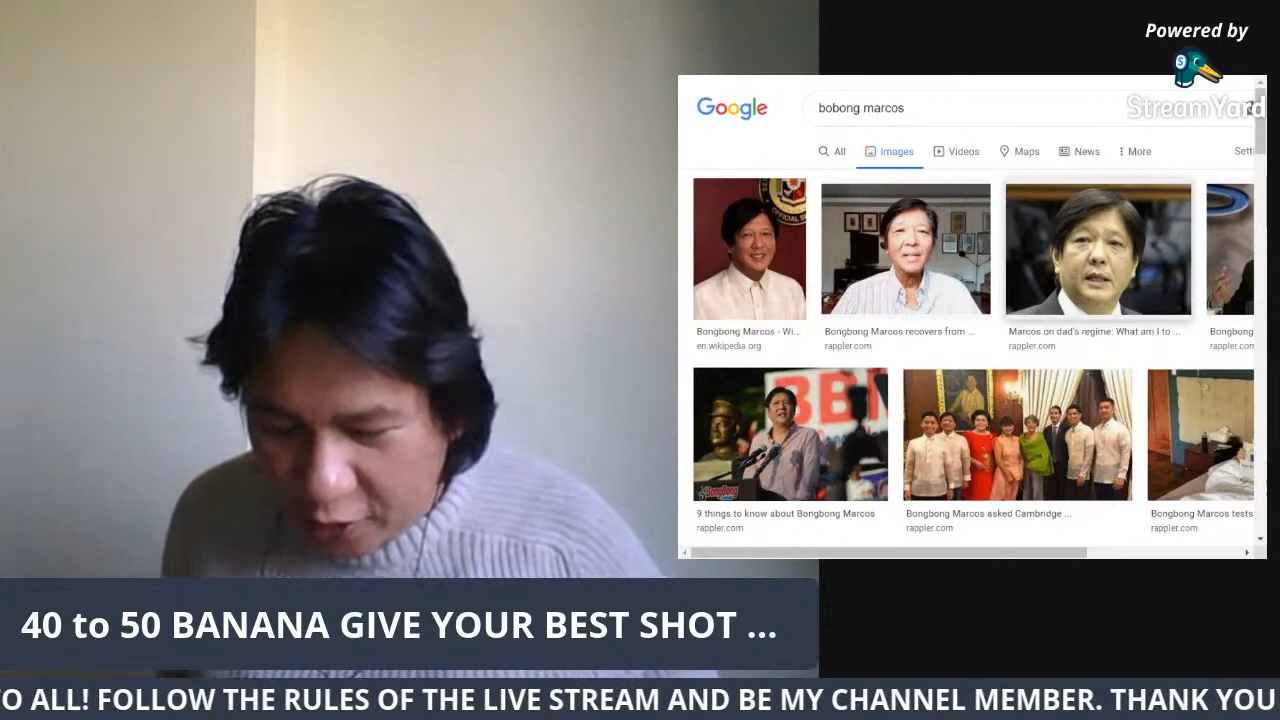 Powered by
StreamYard
Google
bobong marcos
All
Images
Videos
Maps
News
More
Sett
Bongbong Marcos - Wi...
en.wikipedia.org
Bongbong Marcos recovers from ...
rappler.com
Marcos on dad's regime: What am I to ...
rappler.com
Bongbong
rappler.com
BBM
9 things to know about Bongbong Marcos
rappler.com
Bongbong Marcos asked Cambridge ...
rappler.com
Bongbong Marcos tests
rappler.com
40 to 50 BANANA GIVE YOUR BEST SHOT ...
TO ALL! FOLLOW THE RULES OF THE LIVE STREAM AND BE MY CHANNEL MEMBER. THANK YOU